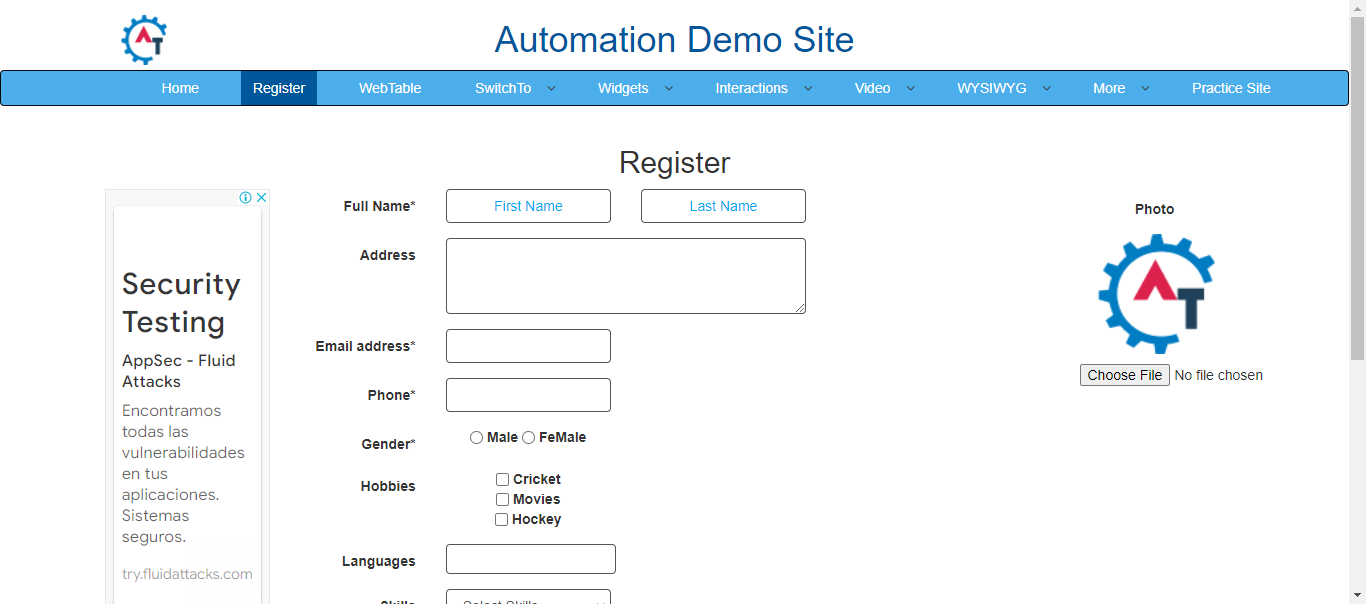 AT
Automation Demo Site
Home Register WebTable SwitchTo Widgets Interactions Video WYSIWYG More Practice Site
Register
Security
Testing
AppSec - Fluid
Attacks
Encontramos
todas las
vulnerabilidades
en tus
aplicaciones.
Sistemas
seguros.
try.fluidattacks.com
Full Name* First Name Last Name
Address
Email address*
Phone*
Gender* Male FeMale
Hobbies Cricket
Movies
Hockey
Languages
Skills Select Skills
Photo
AT
Choose File No file chosen